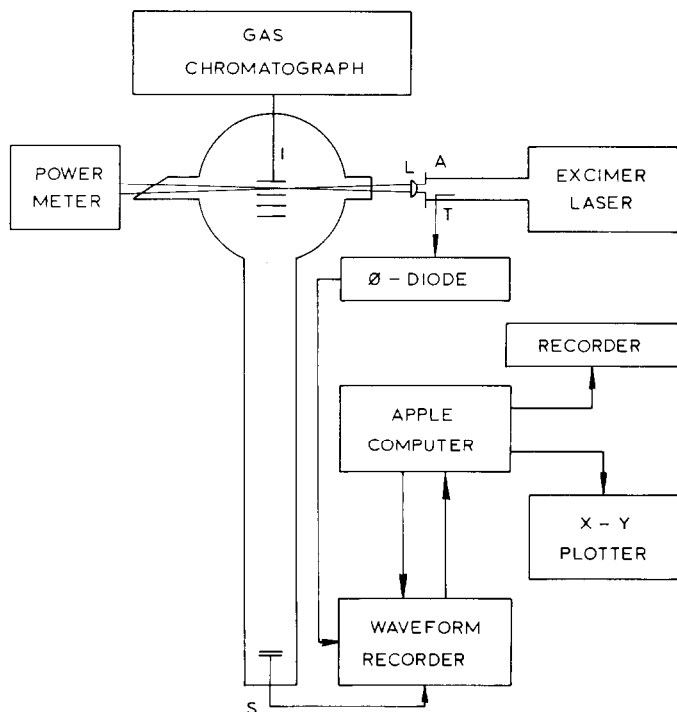 GAS
CHROMATOGRAPH
I
L
A
POWER
METER
EXCIMER
LASER
T
Ø - DIODE
RECORDER
APPLE
COMPUTER
X - Y
PLOTTER
WAVEFORM
RECORDER
S